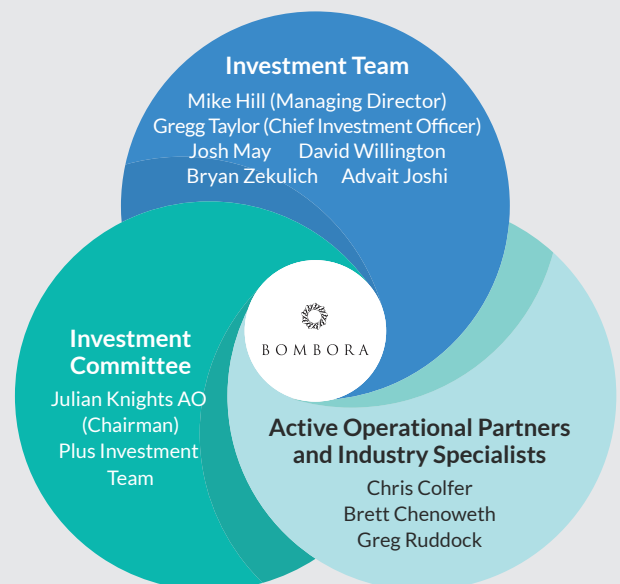 Investment Team
Mike Hill (Managing Director)
Gregg Taylor (Chief Investment Officer)
Josh May David Willington
Bryan Zekulich Advait Joshi
BOMBORA
Investment
Committee
Julian Knights AO
(Chairman)
Plus Investment
Team
Active Operational Partners
and Industry Specialists
Chris Colfer
Brett Chenoweth
Greg Ruddock